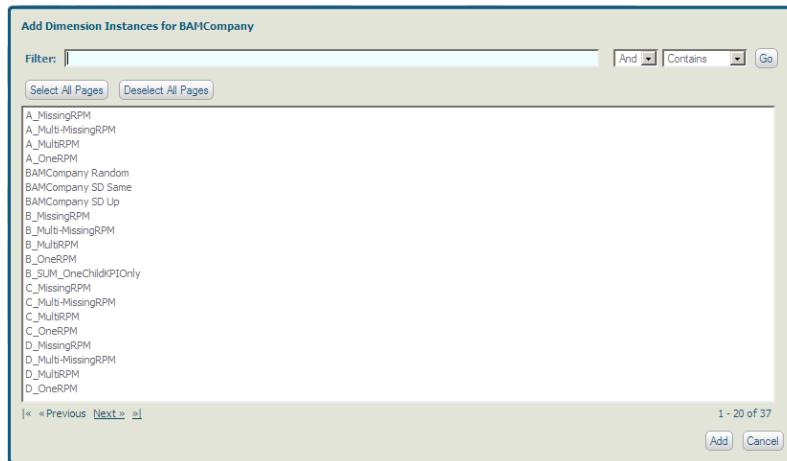 Add Dimension Instances for BAMCompany
Filter: And Contains Go
Select All Pages Deselect All Pages
A_MissingRPM
A_Multi-MissingRPM
A_MultiRPM
A_OneRPM
BAMCompany Random
BAMCompany SD Same
BAMCompany SD Up
B_MissingRPM
B_Multi-MissingRPM
B_MultiRPM
B_OneRPM
B_SUM_OneChildKPIOnly
C_MissingRPM
C_Multi-MissingRPM
C_MultiRPM
C_OneRPM
D_MissingRPM
D_Multi-MissingRPM
D_MultiRPM
D_OneRPM
|« « Previous Next » »| 1 - 20 of 37
Add Cancel